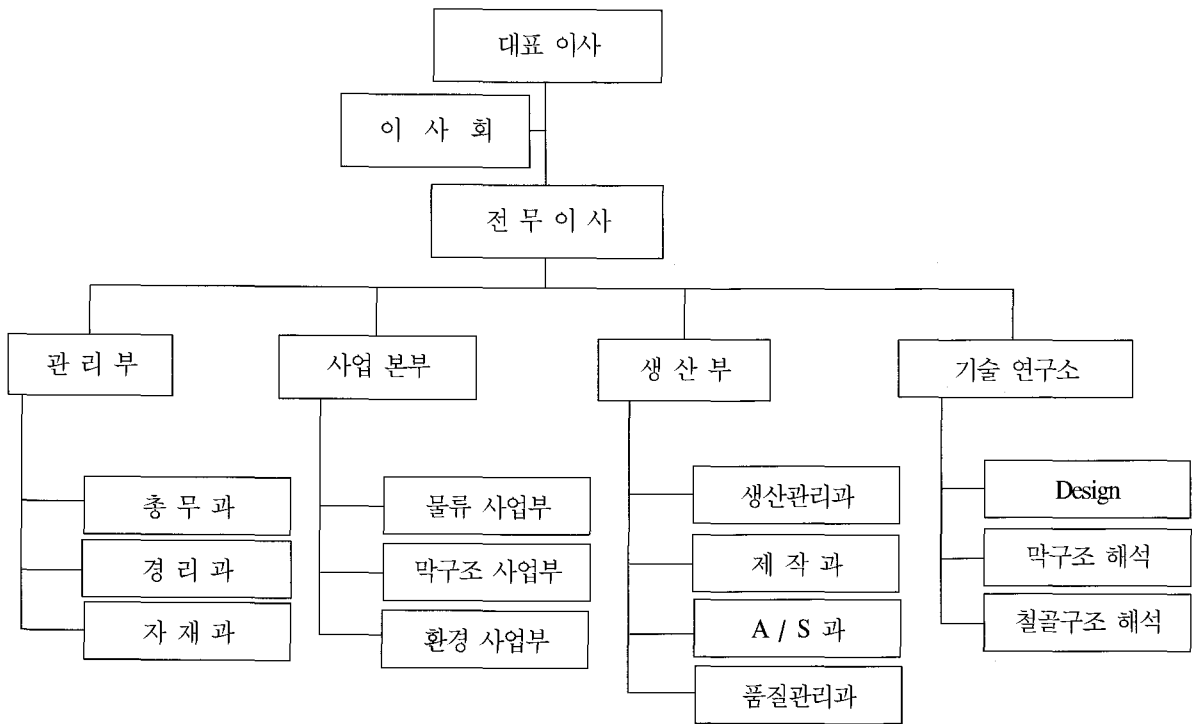 대표 이사
이 사 회
전 무 이 사
관 리 부
사업 본부
생 산 부
기술 연구소
총 무 과
경 리 과
자 재 과
물류 사업부
막구조 사업부
환경 사업부
생산관리과
제 작 과
A / S 과
품질관리과
Design
막구조 해석
철골구조 해석